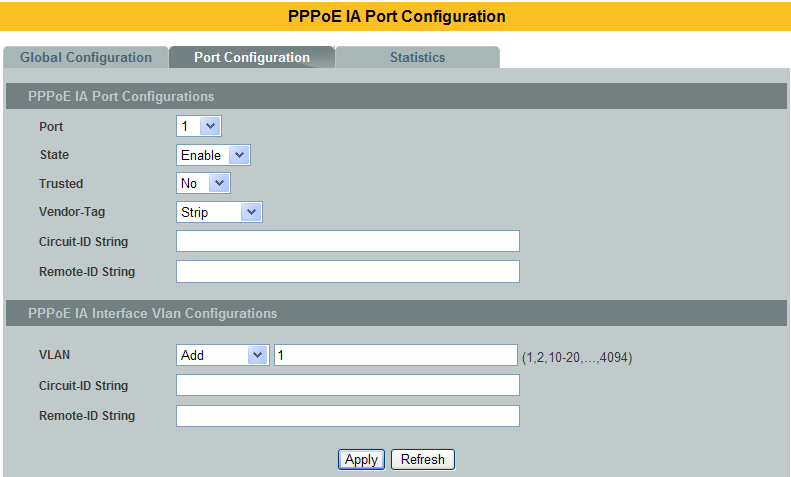 PPPoE IA Port Configuration
Global Configuration Port Configuration Statistics
PPPoE IA Port Configurations
Port 1
State Enable
Trusted No
Vendor-Tag Strip
Circuit-ID String
Remote-ID String
PPPoE IA Interface Vlan Configurations
VLAN Add 1 (1,2,10-20,...,4094)
Circuit-ID String
Remote-ID String
Apply Refresh